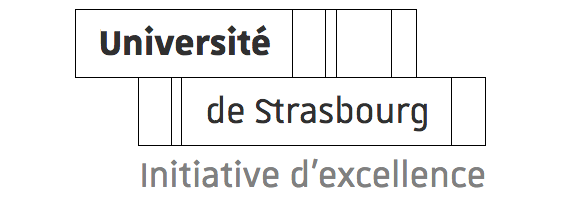 Université
de Strasbourg
Initiative d’excellence